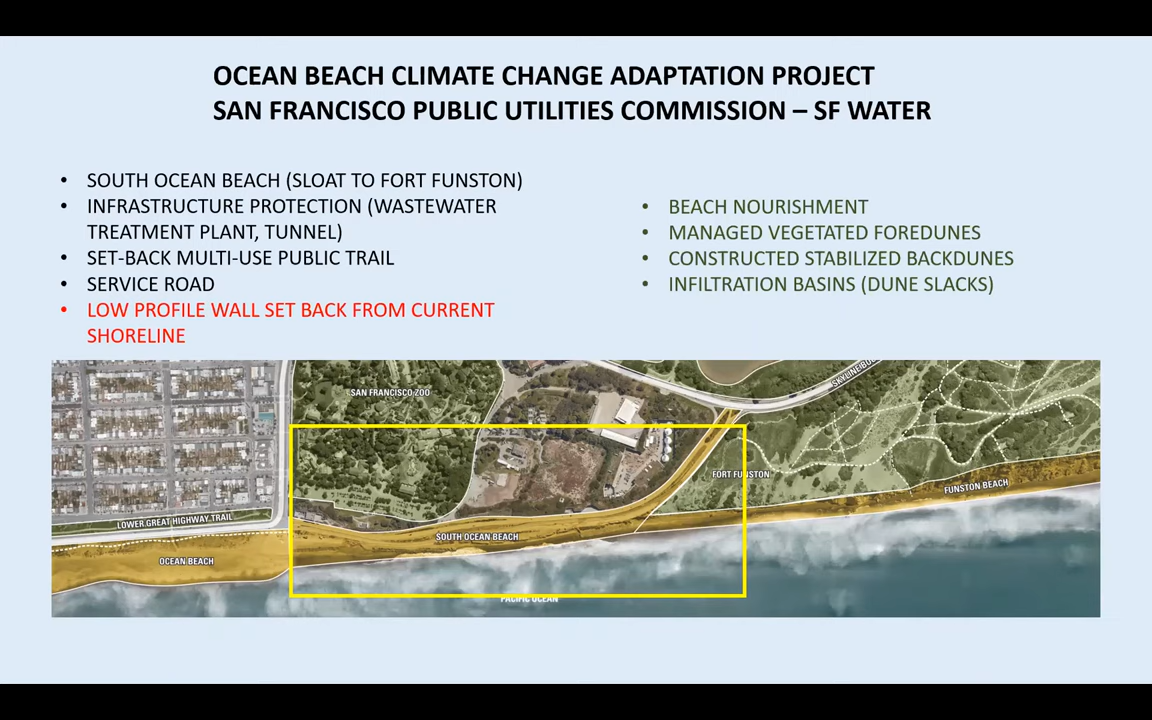 OCEAN BEACH CLIMATE CHANGE ADAPTATION PROJECT
SAN FRANCISCO PUBLIC UTILITIES COMMISSION – SF WATER
• SOUTH OCEAN BEACH (SLOAT TO FORT FUNSTON)
• INFRASTRUCTURE PROTECTION (WASTEWATER
TREATMENT PLANT, TUNNEL)
• SET-BACK MULTI-USE PUBLIC TRAIL
• SERVICE ROAD
• LOW PROFILE WALL SET BACK FROM CURRENT
SHORELINE
• BEACH NOURISHMENT
• MANAGED VEGETATED FOREDUNES
• CONSTRUCTED STABILIZED BACKDUNES
• INFILTRATION BASINS (DUNE SLACKS)
SAN FRANCISCO ZOO
SKYLINE
FORT FUNSTON
FUNSTON BEACH
LOWER GREAT HIGHWAY TRAIL
SOUTH OCEAN BEACH
OCEAN BEACH
PACIFIC OCEAN